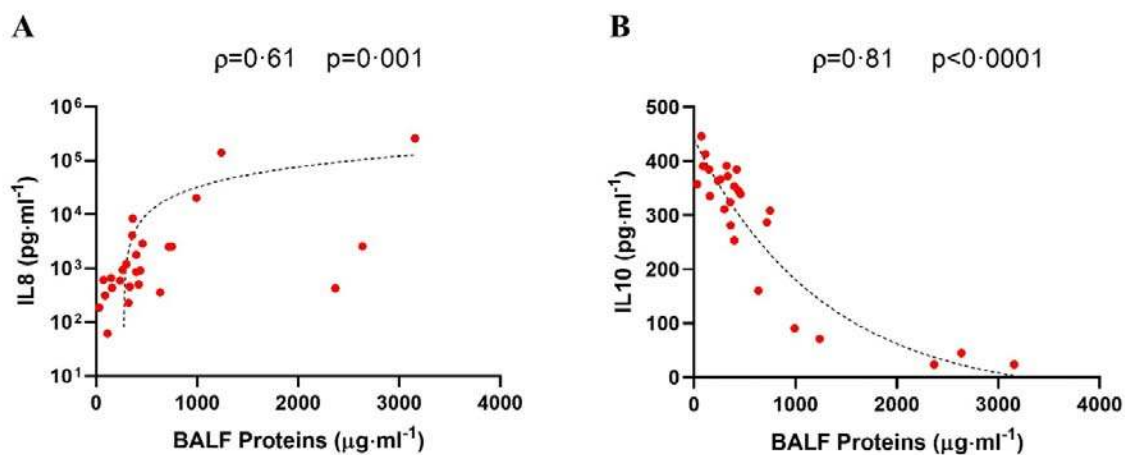 A
ρ=0·61 p=0·001
10⁶
10⁵
10⁴
10³
10²
10¹
IL8 (pg·ml⁻¹)
0 1000 2000 3000 4000
BALF Proteins (μg·ml⁻¹)
B
ρ=0·81 p<0·0001
500
400
300
200
100
0
IL10 (pg·ml⁻¹)
0 1000 2000 3000 4000
BALF Proteins (μg·ml⁻¹)